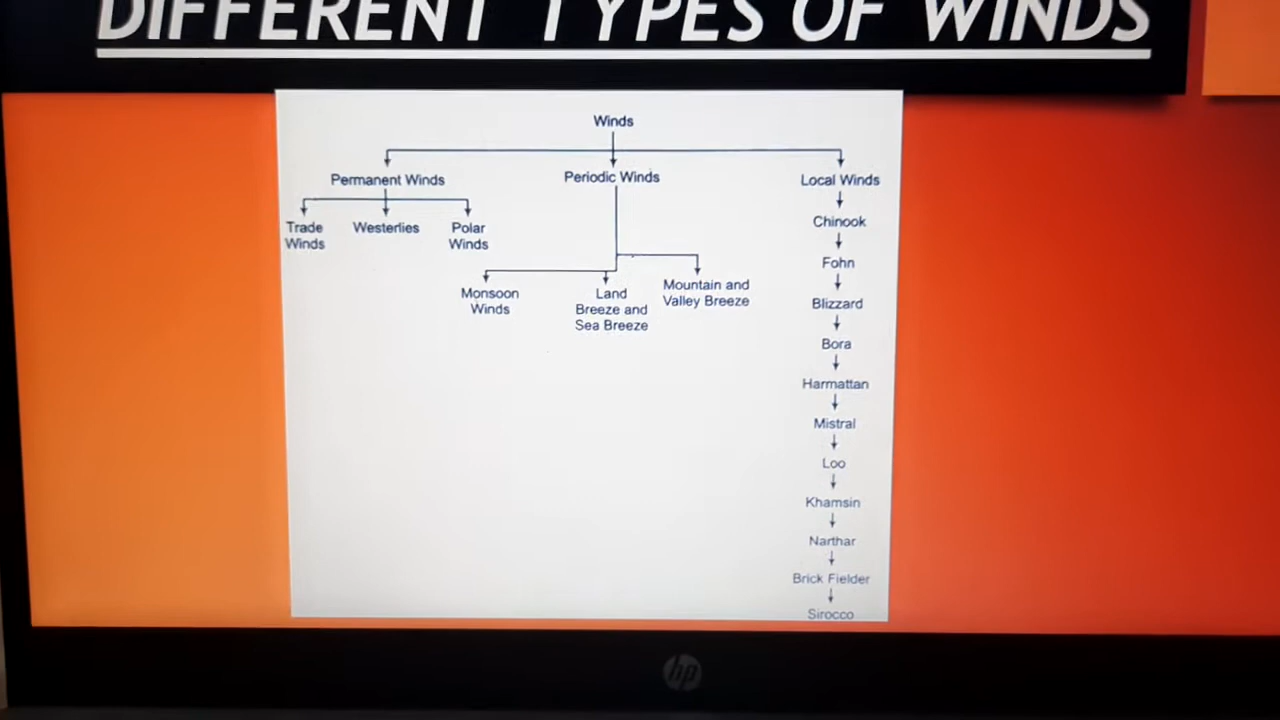 DIFFERENT TYPES OF WINDS
Winds
Permanent Winds
Periodic Winds
Local Winds
Trade
Winds
Westerlies
Polar
Winds
Monsoon
Winds
Land
Breeze and
Sea Breeze
Mountain and
Valley Breeze
Chinook
Fohn
Blizzard
Bora
Harmattan
Mistral
Loo
Khamsin
Narthar
Brick Fielder
Sirocco
hp